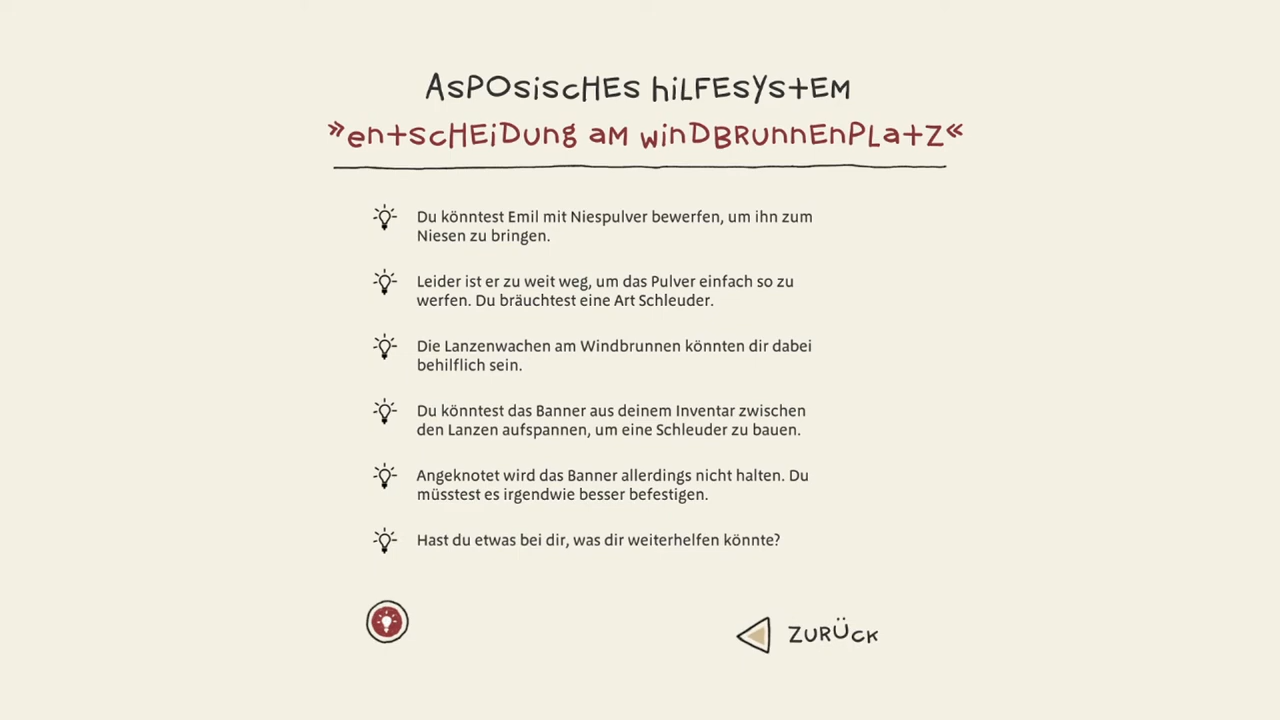 Asposisches Hilfesystem
»Entscheidung am Windbrunnenplatz«
Du könntest Emil mit Niespulver bewerfen, um ihn zum
Niesen zu bringen.
Leider ist er zu weit weg, um das Pulver einfach so zu
werfen. Du bräuchtest eine Art Schleuder.
Die Lanzenwachen am Windbrunnen könnten dir dabei
behilflich sein.
Du könntest das Banner aus deinem Inventar zwischen
den Lanzen aufspannen, um eine Schleuder zu bauen.
Angeknotet wird das Banner allerdings nicht halten. Du
müsstest es irgendwie besser befestigen.
Hast du etwas bei dir, was dir weiterhelfen könnte?
Zurück